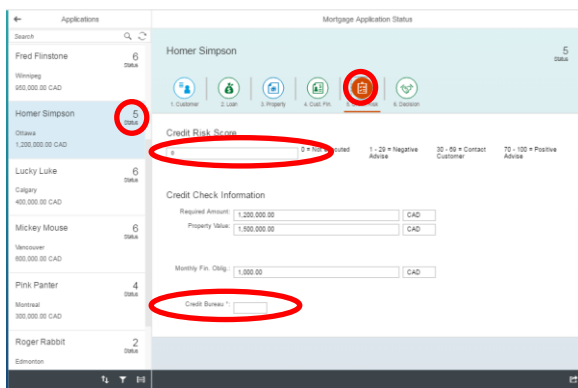 Applications
Mortgage Application Status
Search
Fred Flinstone
6
Status
Winnipeg
950,000.00 CAD
Homer Simpson
5
Status
Ottawa
1,200,000.00 CAD
Lucky Luke
6
Status
Calgary
400,000.00 CAD
Mickey Mouse
6
Status
Vancouver
600,000.00 CAD
Pink Panter
4
Status
Montreal
300,000.00 CAD
Roger Rabbit
2
Status
Edmonton
Homer Simpson
5
Status
1. Customer
2. Loan
3. Property
4. Cust. Fin.
6. Decision
Credit Risk Score
0 = Not
1 - 29 = Negative Advise
30 - 69 = Contact Customer
70 - 100 = Positive Advise
Credit Check Information
Required Amount: 1,200,000.00 CAD
Property Value: 1,500,000.00
Monthly Fin. Oblig.: 1,000.00 CAD
Credit Bureau *: